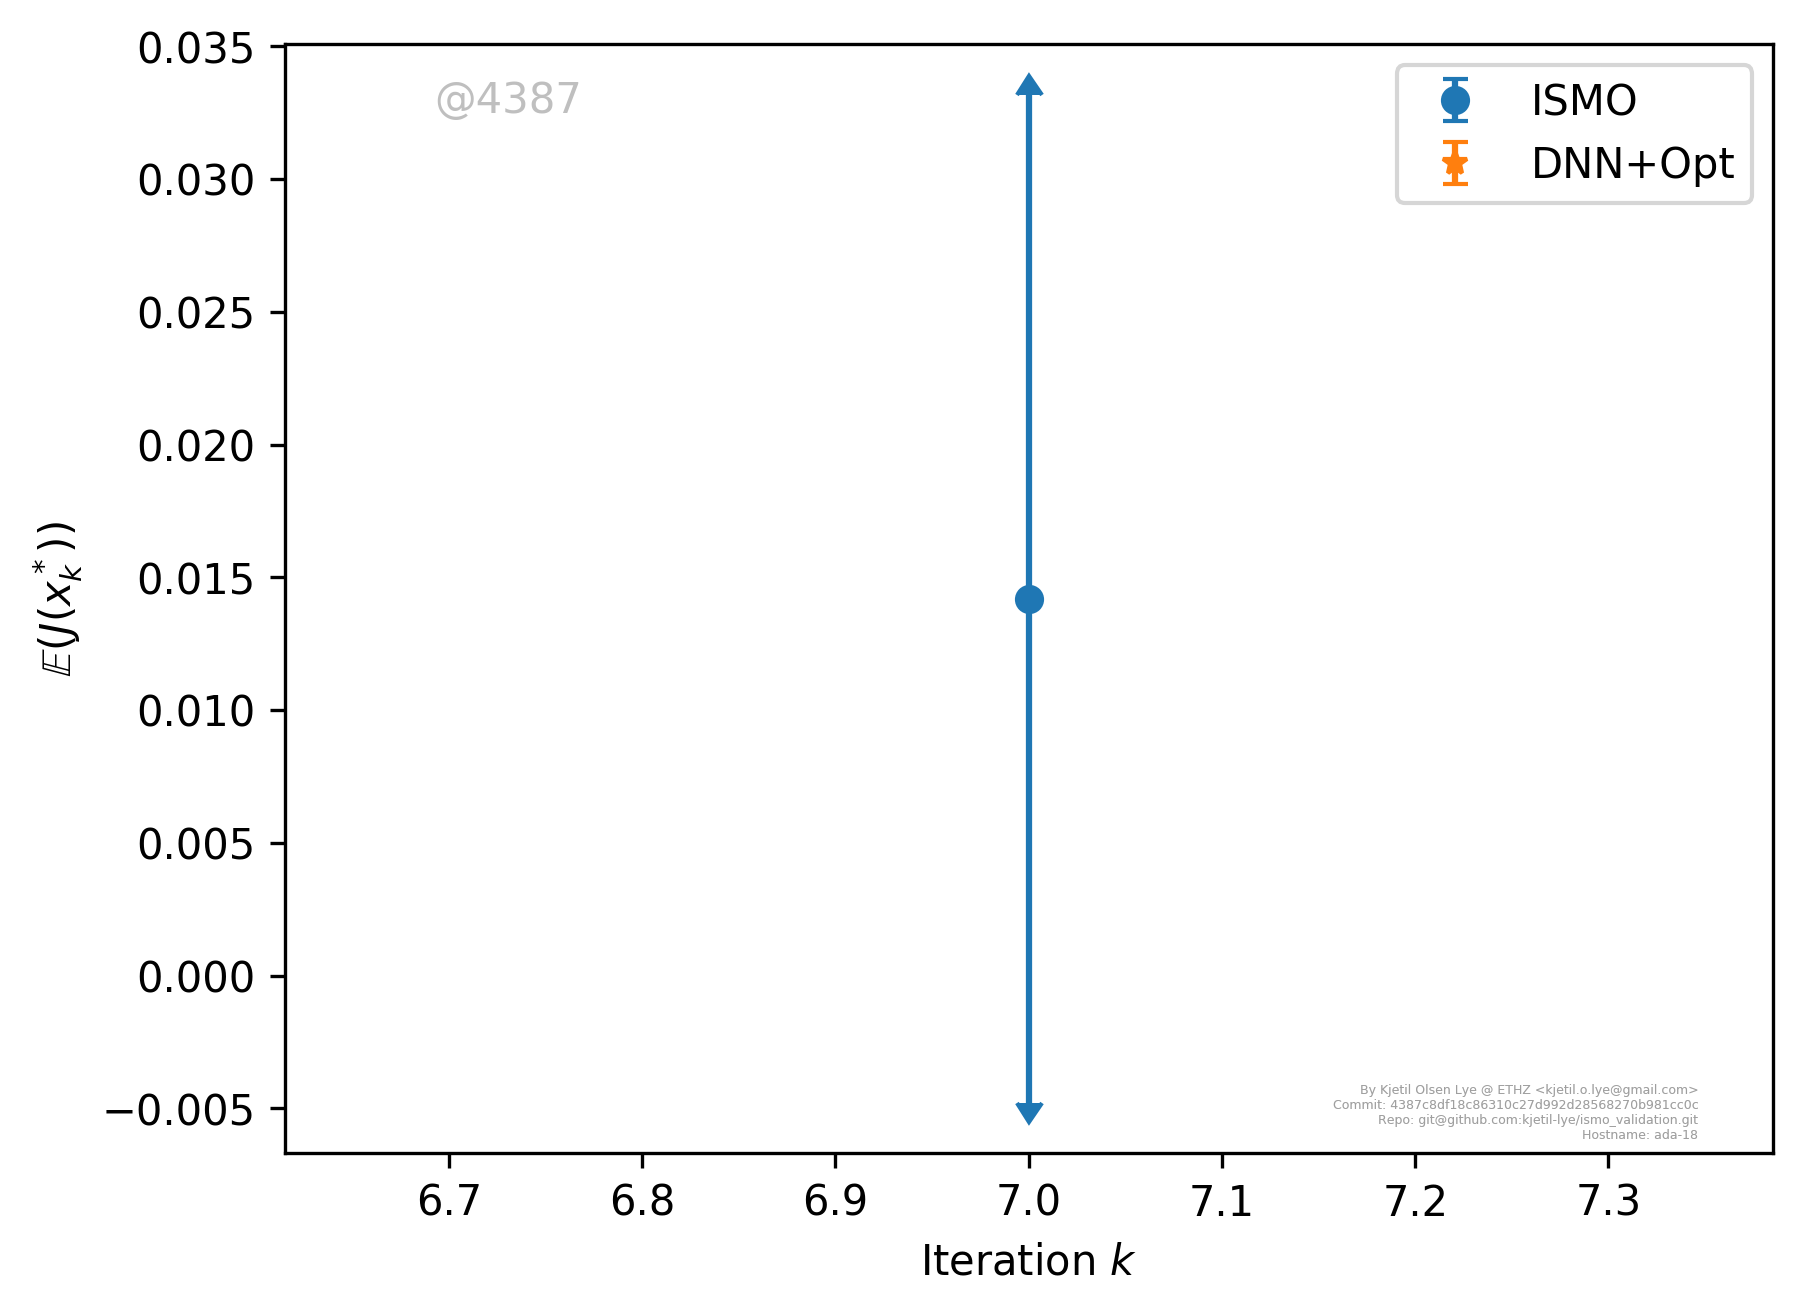 @4387
ISMO
DNN+Opt
0.035
0.030
0.025
0.020
0.015
0.010
0.005
0.000
−0.005
𝔼(J(x*k))
By Kjetil Olsen Lye @ ETHZ <kjetil.o.lye@gmail.com>
Commit: 4387c8df18c86310c27d992d28568270b981cc0c
Repo: git@github.com:kjetil-lye/ismo_validation.git
Hostname: ada-18
6.7 6.8 6.9 7.0 7.1 7.2 7.3
Iteration k